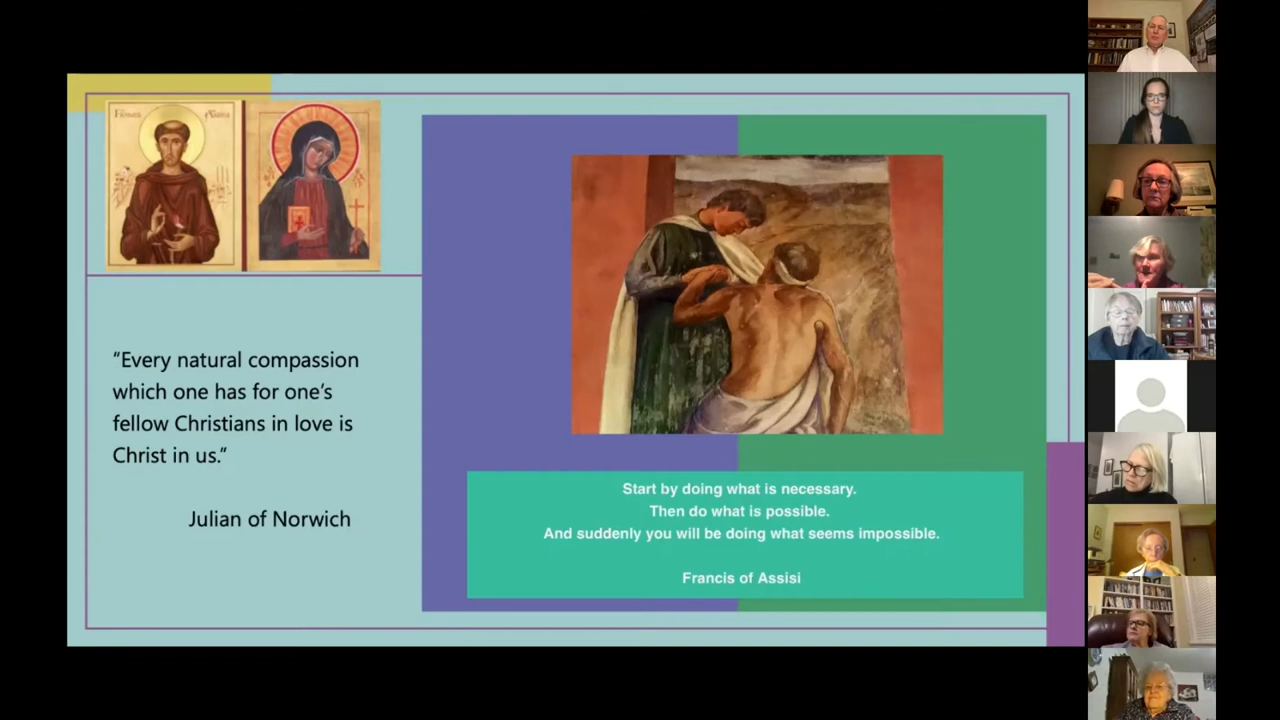 “Every natural compassion
which one has for one’s
fellow Christians in love is
Christ in us.”
Julian of Norwich
Start by doing what is necessary.
Then do what is possible.
And suddenly you will be doing what seems impossible.
Francis of Assisi